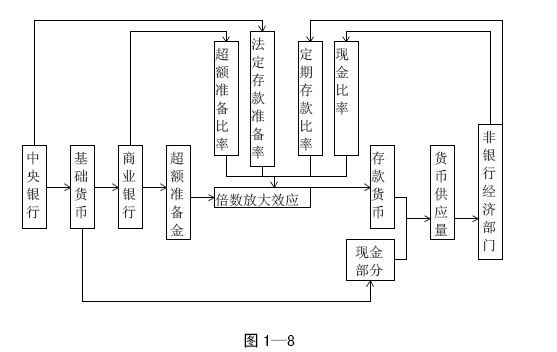 超额准备比率
法定存款准备率
定期存款比率
现金比率
中央银行
基础货币
商业银行
超额准备金
倍数放大效应
存款货币
货币供应量
非银行经济部门
现金
部分
图 1—8